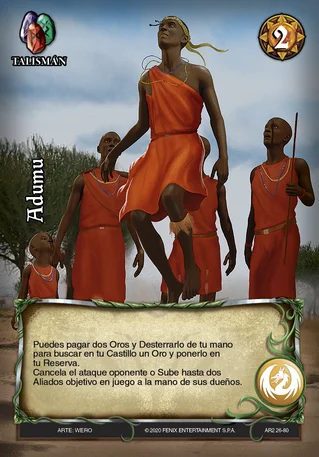 2
TALISMÁN
Adumu
Puedes pagar dos Oros y Desterrarlo de tu mano
para buscar en tu Castillo un Oro y ponerlo en
tu Reserva.
Cancela el ataque oponente o Sube hasta dos
Aliados objetivo en juego a la mano de sus dueños.
ARTE: WERO
© 2020 FENIX ENTERTAINMENT S.P.A.
AR2 26-80